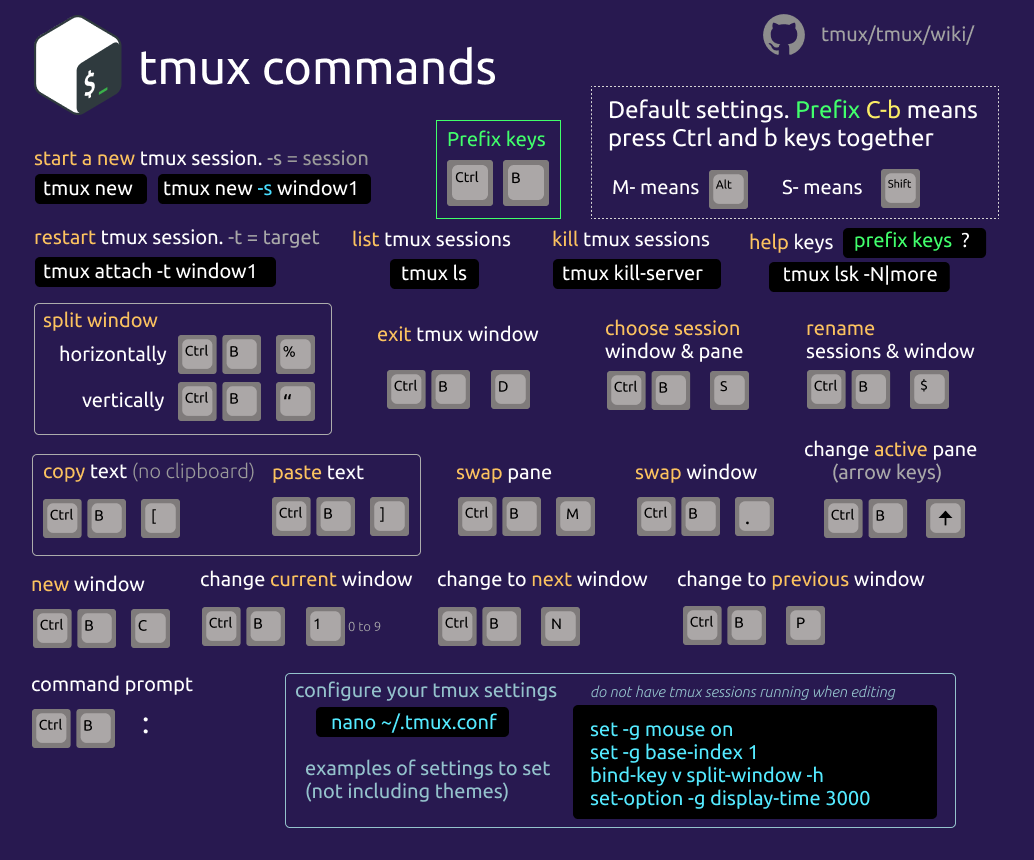 $_
tmux commands
tmux/tmux/wiki/
Default settings. Prefix C-b means
press Ctrl and b keys together
M- means Alt S- means Shift
Prefix keys
Ctrl B
start a new tmux session. -s = session
tmux new tmux new -s window1
restart tmux session. -t = target
tmux attach -t window1
list tmux sessions
tmux ls
kill tmux sessions
tmux kill-server
help keys prefix keys ?
tmux lsk -N|more
split window
horizontally Ctrl B %
vertically Ctrl B “
exit tmux window
Ctrl B D
choose session
window & pane
Ctrl B S
rename
sessions & window
Ctrl B $
copy text (no clipboard)
Ctrl B [
paste text
Ctrl B ]
swap pane
Ctrl B M
swap window
Ctrl B .
change active pane
(arrow keys)
Ctrl B ↑
new window
Ctrl B C
change current window
Ctrl B 1 0 to 9
change to next window
Ctrl B N
change to previous window
Ctrl B P
command prompt
Ctrl B :
configure your tmux settings
nano ~/.tmux.conf
examples of settings to set
(not including themes)
do not have tmux sessions running when editing
set -g mouse on
set -g base-index 1
bind-key v split-window -h
set-option -g display-time 3000